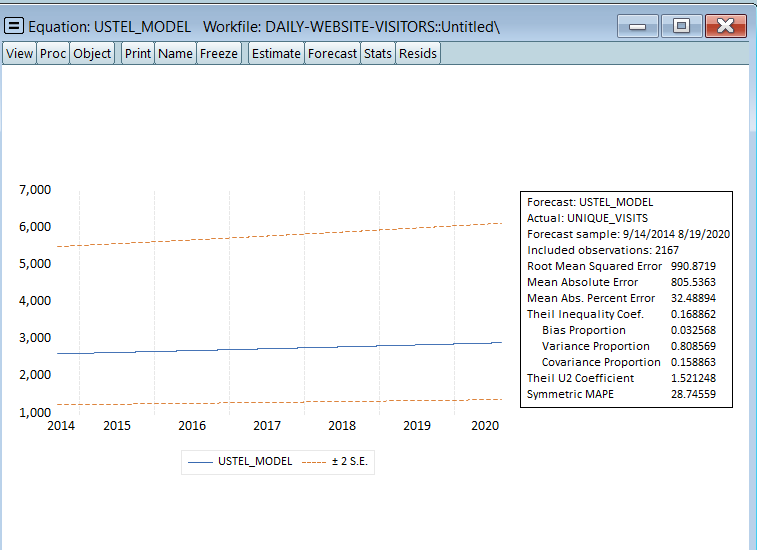 Equation: USTEL_MODEL Workfile: DAILY-WEBSITE-VISITORS::Untitled\
View Proc Object Print Name Freeze Estimate Forecast Stats Resids
7,000
6,000
5,000
4,000
3,000
2,000
1,000
2014 2015 2016 2017 2018 2019 2020
USTEL_MODEL ± 2 S.E.
Forecast: USTEL_MODEL
Actual: UNIQUE_VISITS
Forecast sample: 9/14/2014 8/19/2020
Included observations: 2167
Root Mean Squared Error 990.8719
Mean Absolute Error 805.5363
Mean Abs. Percent Error 32.48894
Theil Inequality Coef. 0.168862
Bias Proportion 0.032568
Variance Proportion 0.808569
Covariance Proportion 0.158863
Theil U2 Coefficient 1.521248
Symmetric MAPE 28.74559